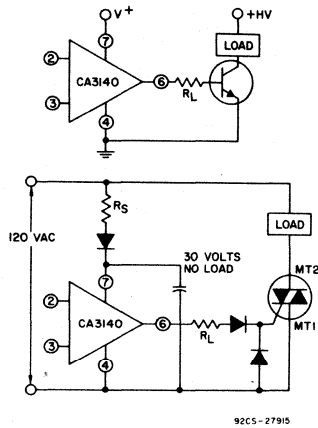 V+
+HV
7
LOAD
2
CA3140
6
RL
3
4
RS
LOAD
120 VAC
30 VOLTS
NO LOAD
MT2
7
2
CA3140
6
RL
MT1
3
4
92CS-27915